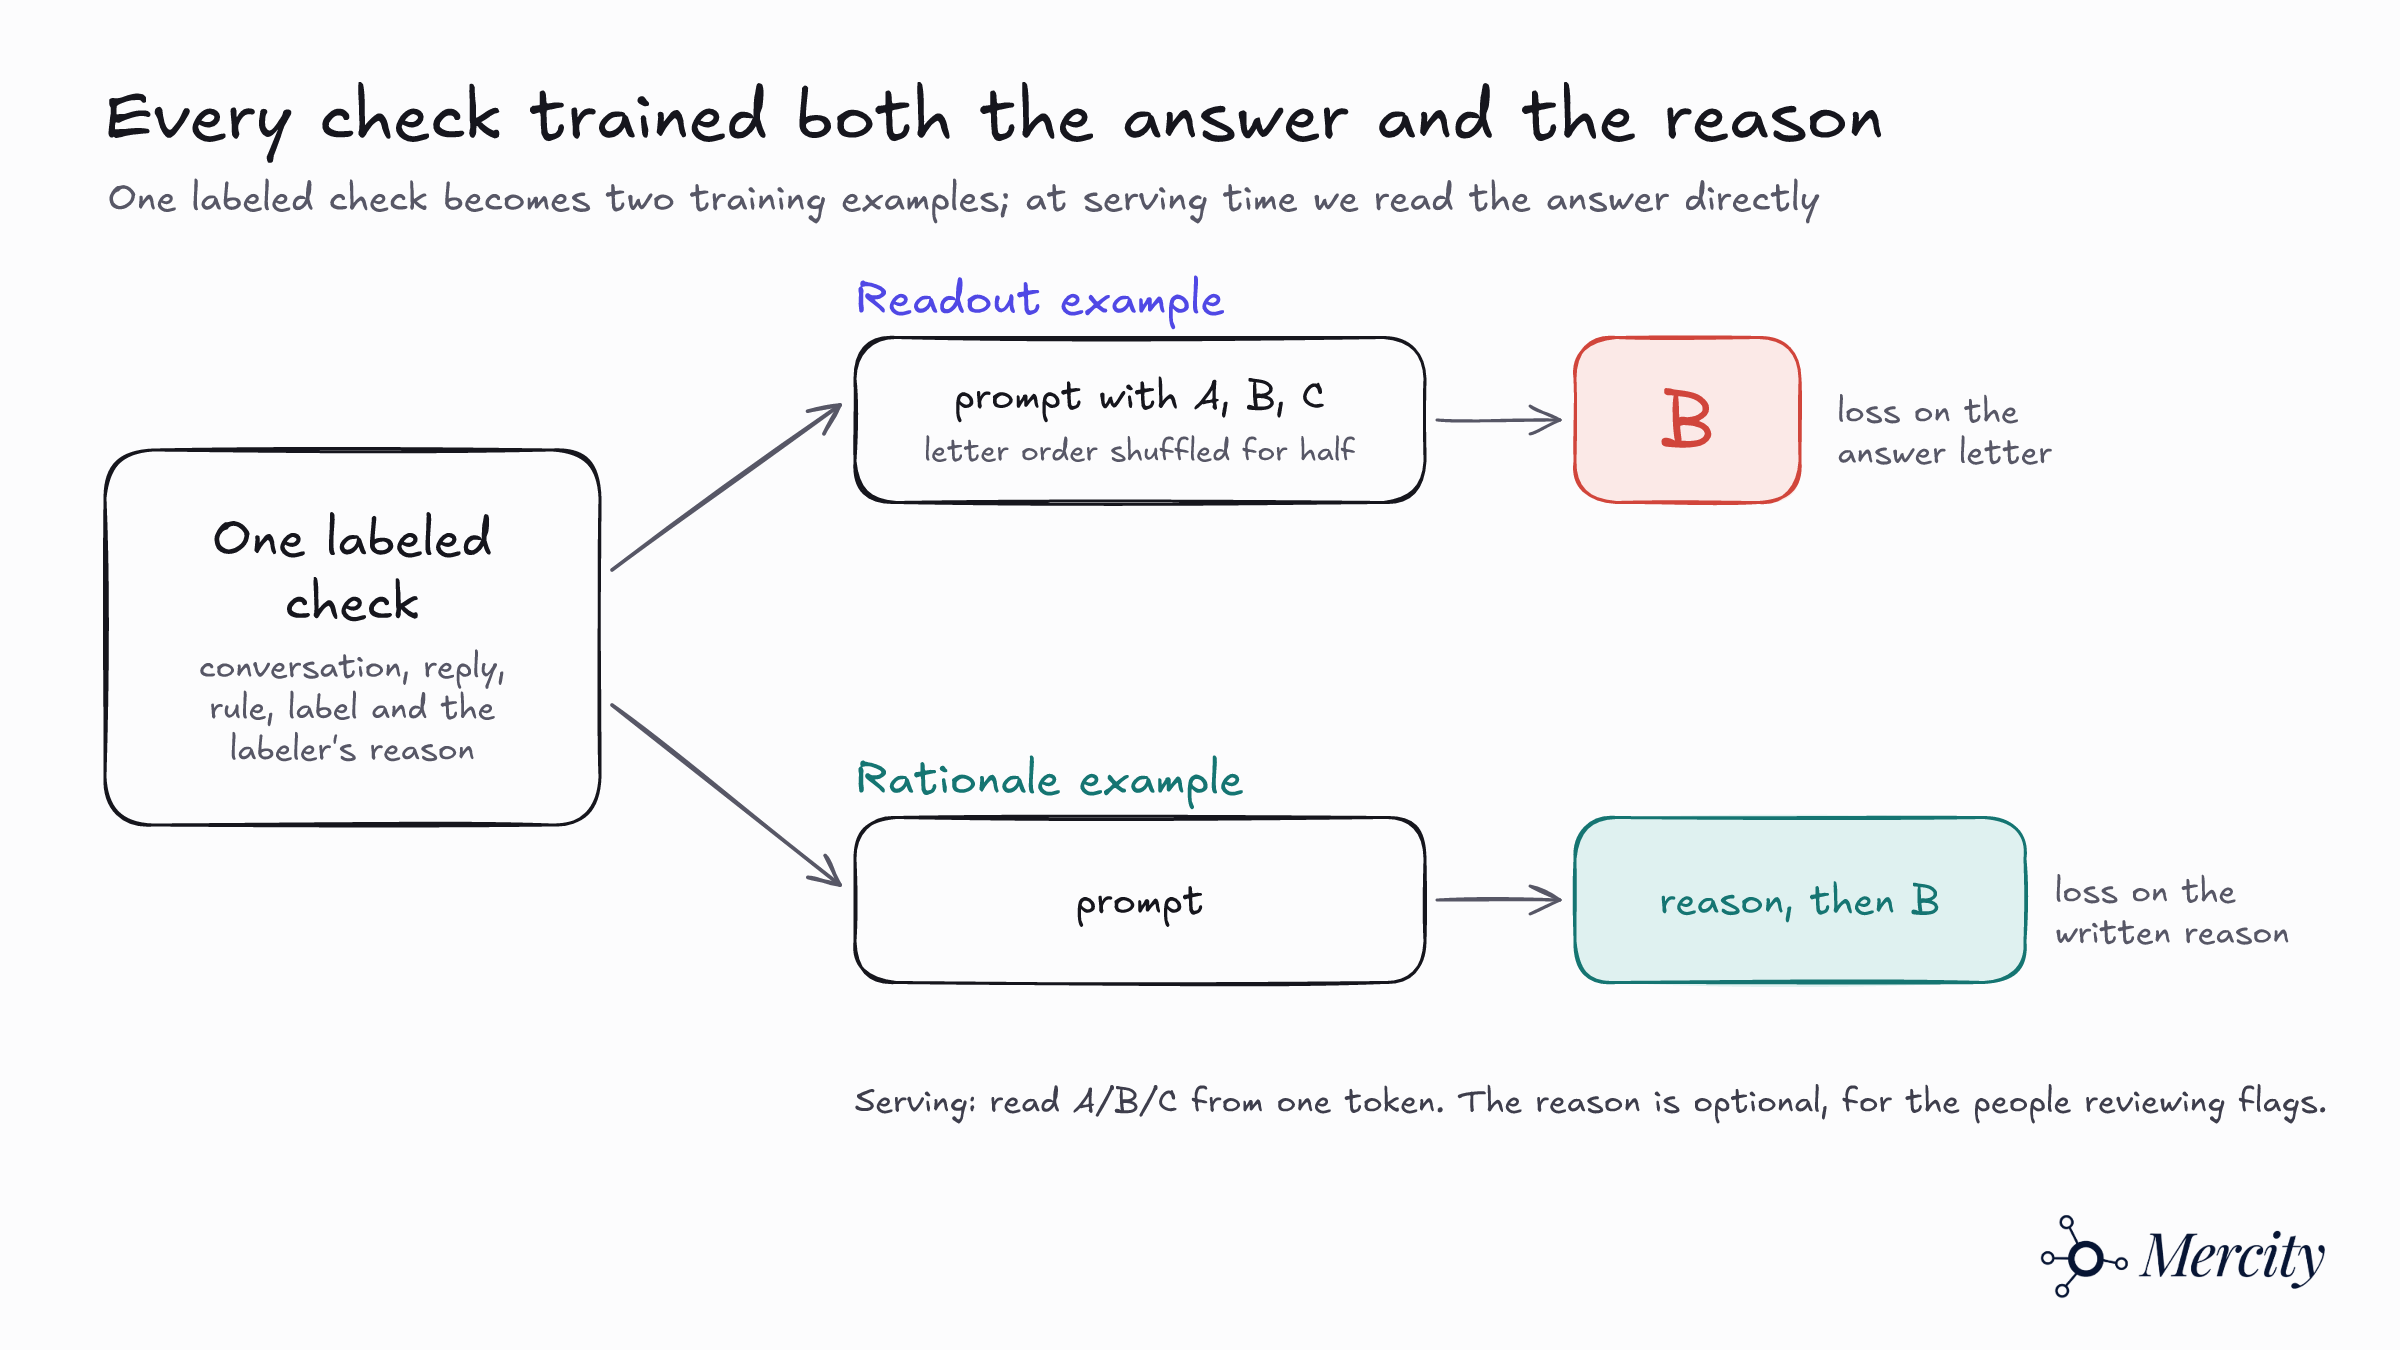 Every check trained both the answer and the reason
One labeled check becomes two training examples; at serving time we read the answer directly
Readout example
prompt with A, B, C
letter order shuffled for half
B
loss on the
answer letter
One labeled
check
conversation, reply,
rule, label and the
labeler's reason
Rationale example
prompt
reason, then B
loss on the
written reason
Serving: read A/B/C from one token. The reason is optional, for the people reviewing flags.
Mercity